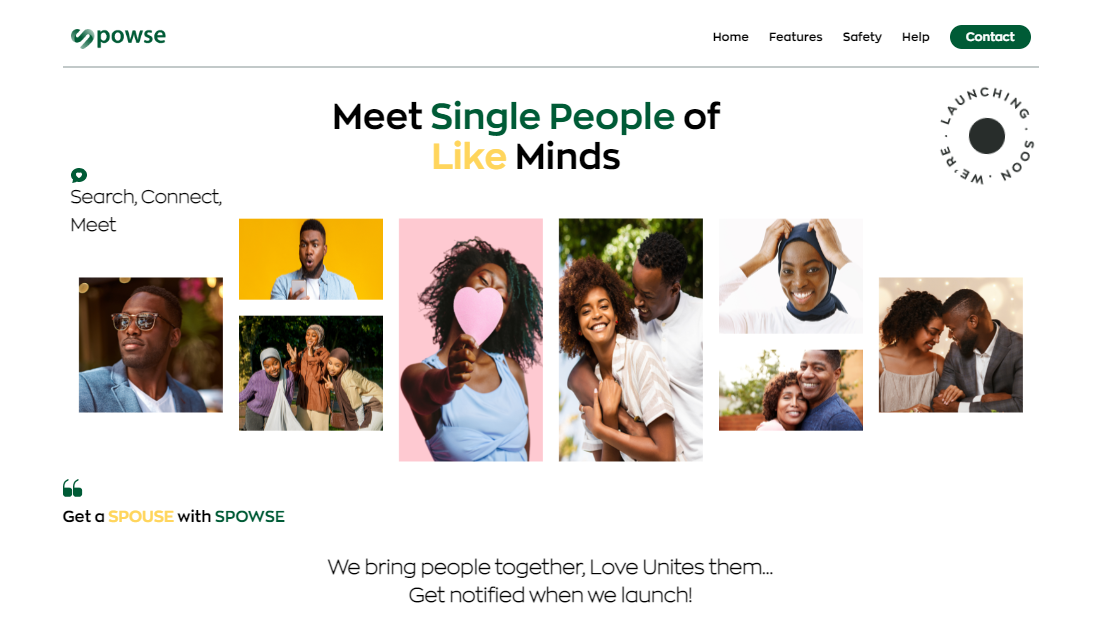 Spowse
Home Features Safety Help Contact
Meet Single People of
Like Minds
· LAUNCHING · SOON · WE'RE
Search, Connect,
Meet
Get a SPOUSE with SPOWSE
We bring people together, Love Unites them...
Get notified when we launch!